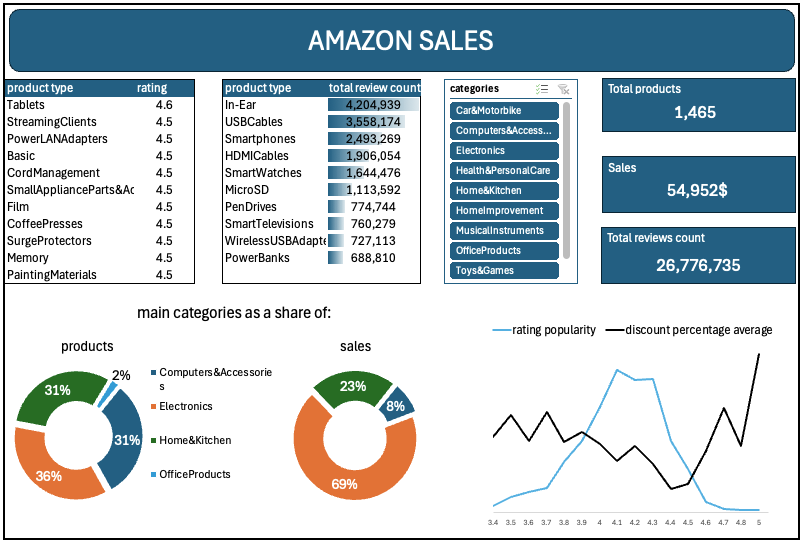 AMAZON SALES
product type rating
Tablets 4.6
StreamingClients 4.5
PowerLANAdapters 4.5
Basic 4.5
CordManagement 4.5
SmallApplianceParts&Ac 4.5
Film 4.5
CoffeePresses 4.5
SurgeProtectors 4.5
Memory 4.5
PaintingMaterials 4.5
product type total review count
In-Ear 4,204,939
USBCables 3,558,174
Smartphones 2,493,269
HDMICables 1,906,054
SmartWatches 1,644,476
MicroSD 1,113,592
PenDrives 774,744
SmartTelevisions 760,279
WirelessUSBAdapte 727,113
PowerBanks 688,810
categories
Car&Motorbike
Computers&Access...
Electronics
Health&PersonalCare
Home&Kitchen
HomeImprovement
MusicalInstruments
OfficeProducts
Toys&Games
Total products
1,465
Sales
54,952$
Total reviews count
26,776,735
main categories as a share of:
products
2%
31%
31%
36%
Computers&Accessorie
s
Electronics
Home&Kitchen
OfficeProducts
sales
23%
8%
69%
rating popularity discount percentage average
3.4 3.5 3.6 3.7 3.8 3.9 4 4.1 4.2 4.3 4.4 4.5 4.6 4.7 4.8 5